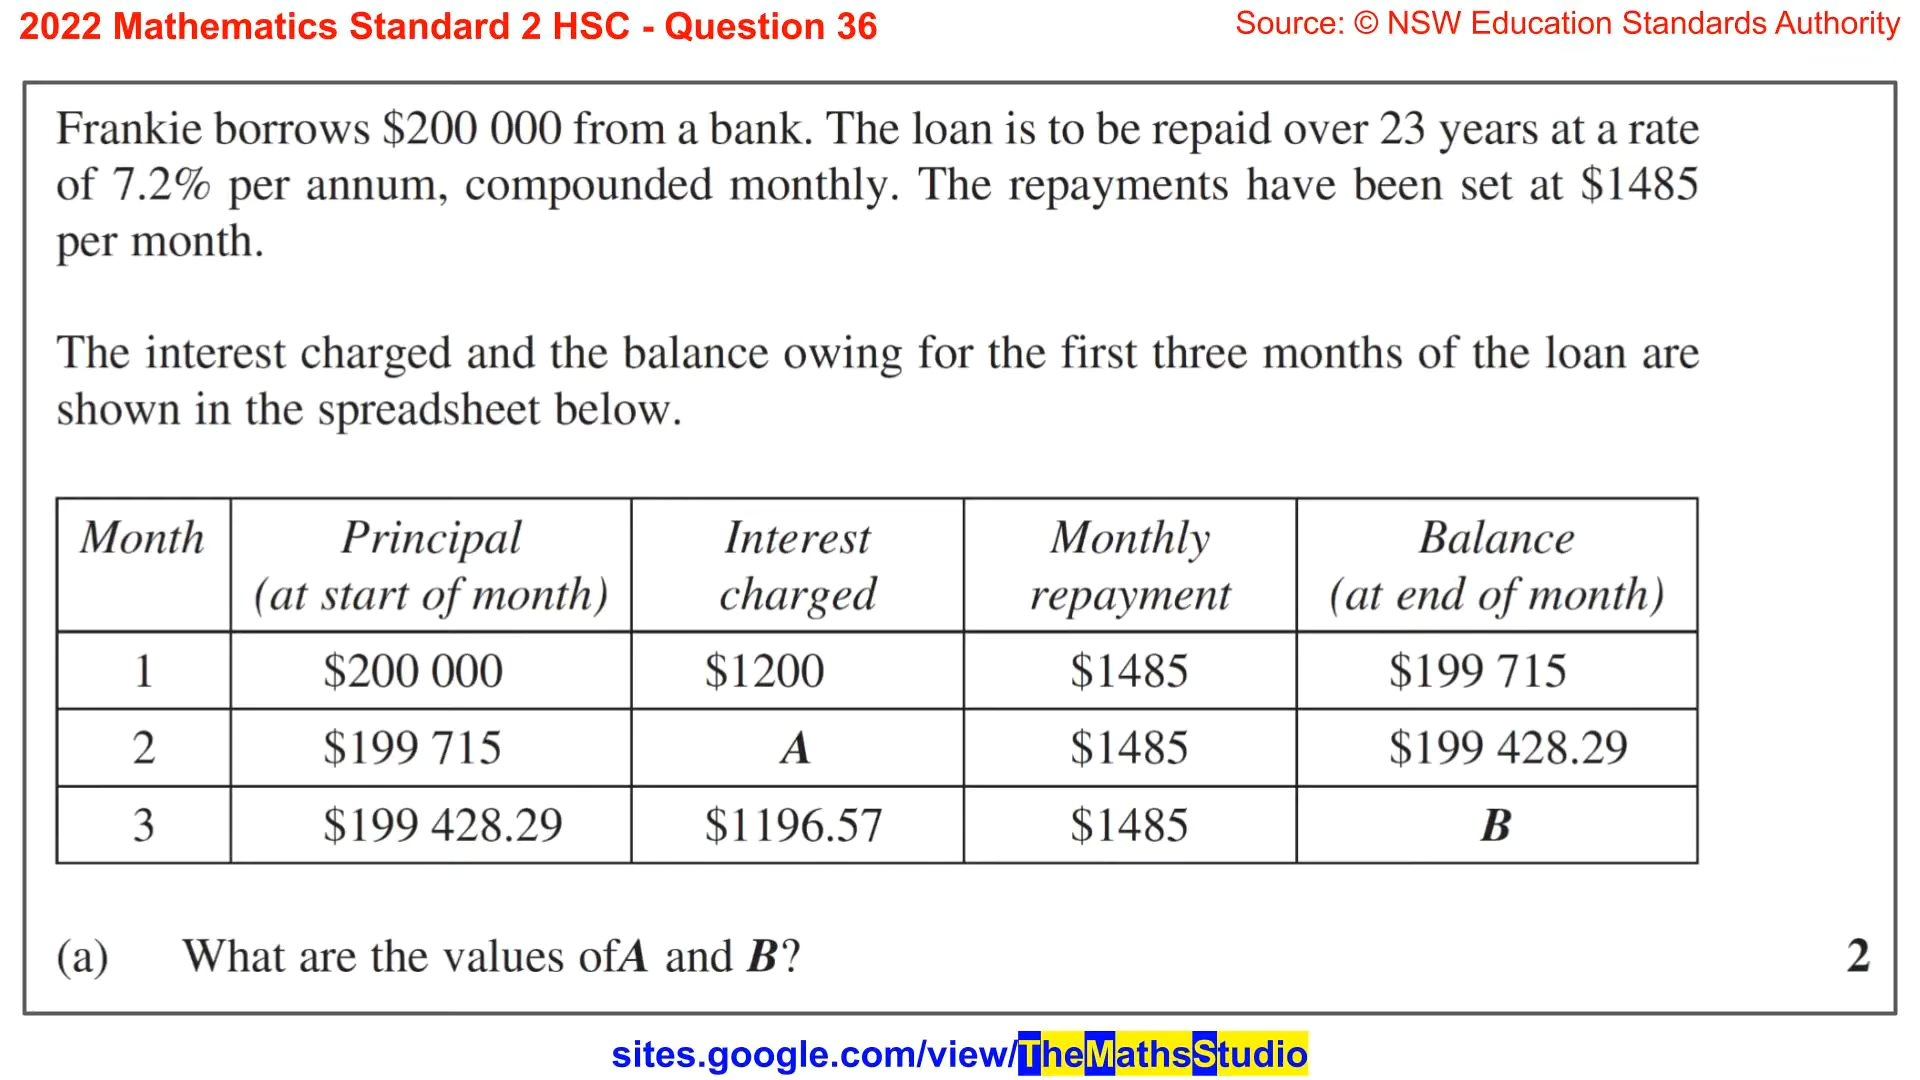 2022 Mathematics Standard 2 HSC - Question 36
Source: © NSW Education Standards Authority
Frankie borrows $200 000 from a bank. The loan is to be repaid over 23 years at a rate
of 7.2% per annum, compounded monthly. The repayments have been set at $1485
per month.
The interest charged and the balance owing for the first three months of the loan are
shown in the spreadsheet below.
Month Principal Interest Monthly Balance
(at start of month) charged repayment (at end of month)
1 $200 000 $1200 $1485 $199 715
2 $199 715 A $1485 $199 428.29
3 $199 428.29 $1196.57 $1485 B
(a) What are the values ofA and B? 2
sites.google.com/view/TheMathsStudio